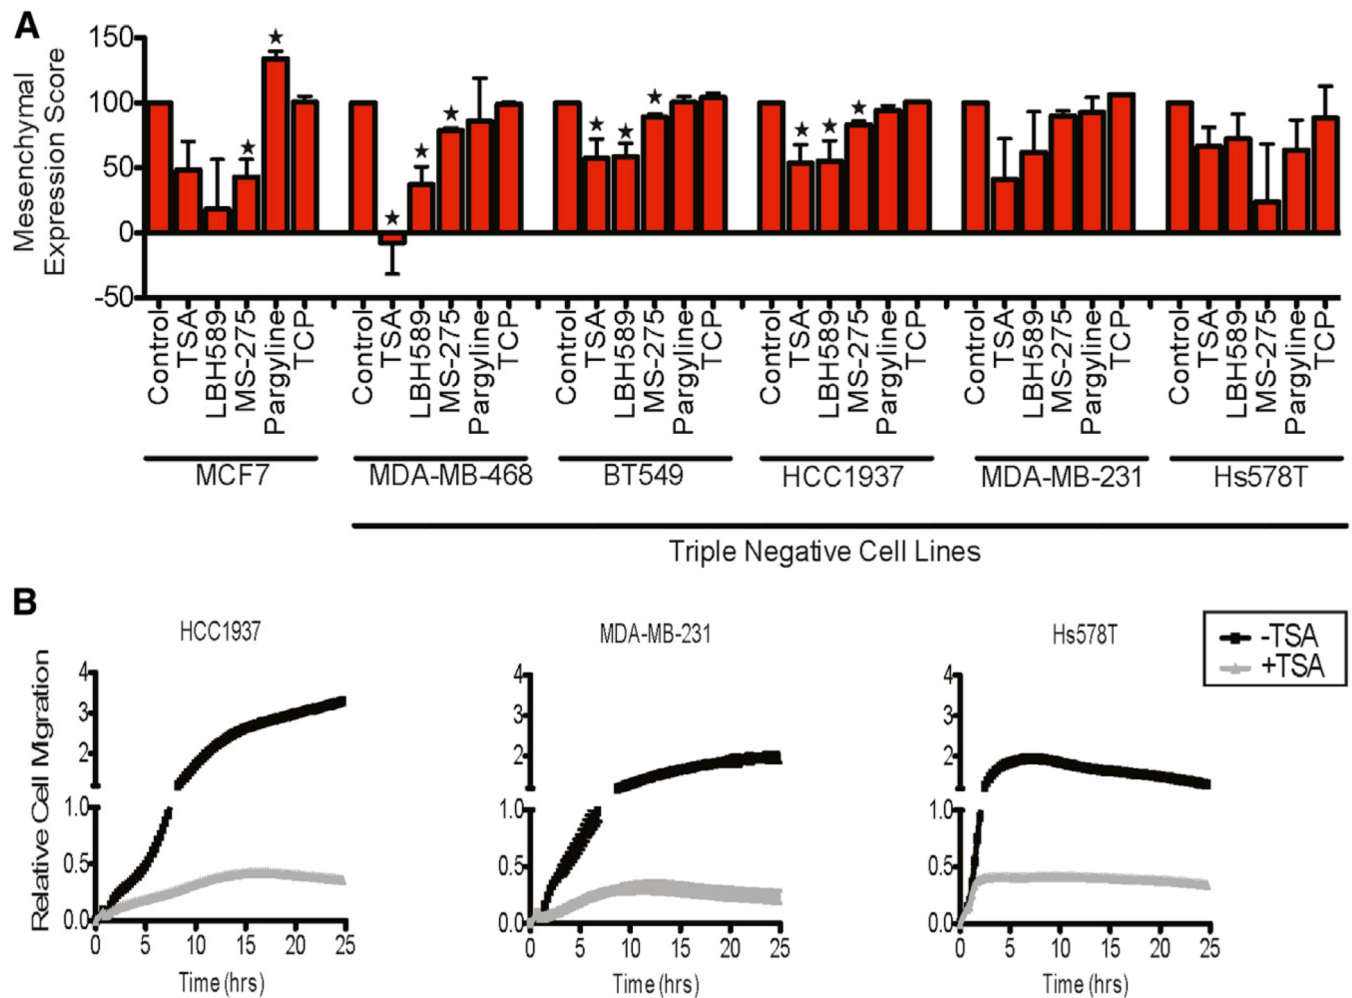 A
Mesenchymal
Expression Score
150
100
50
0
-50
★
★
★
★
★
★
★
★
★
★
★
Control
TSA
LBH589
MS-275
Pargyline
TCP
Control
TSA
LBH589
MS-275
Pargyline
TCP
Control
TSA
LBH589
MS-275
Pargyline
TCP
Control
TSA
LBH589
MS-275
Pargyline
TCP
Control
TSA
LBH589
MS-275
Pargyline
TCP
Control
TSA
LBH589
MS-275
Pargyline
TCP
MCF7
MDA-MB-468
BT549
HCC1937
MDA-MB-231
Hs578T
Triple Negative Cell Lines
B
Relative Cell Migration
HCC1937
4
3
2
1.0
0.5
0.0
0 5 10 15 20 25
Time (hrs)
MDA-MB-231
4
3
2
1.0
0.5
0.0
0 5 10 15 20 25
Time (hrs)
Hs578T
4
3
2
1.0
0.5
0.0
0 5 10 15 20 25
Time (hrs)
-TSA
+TSA